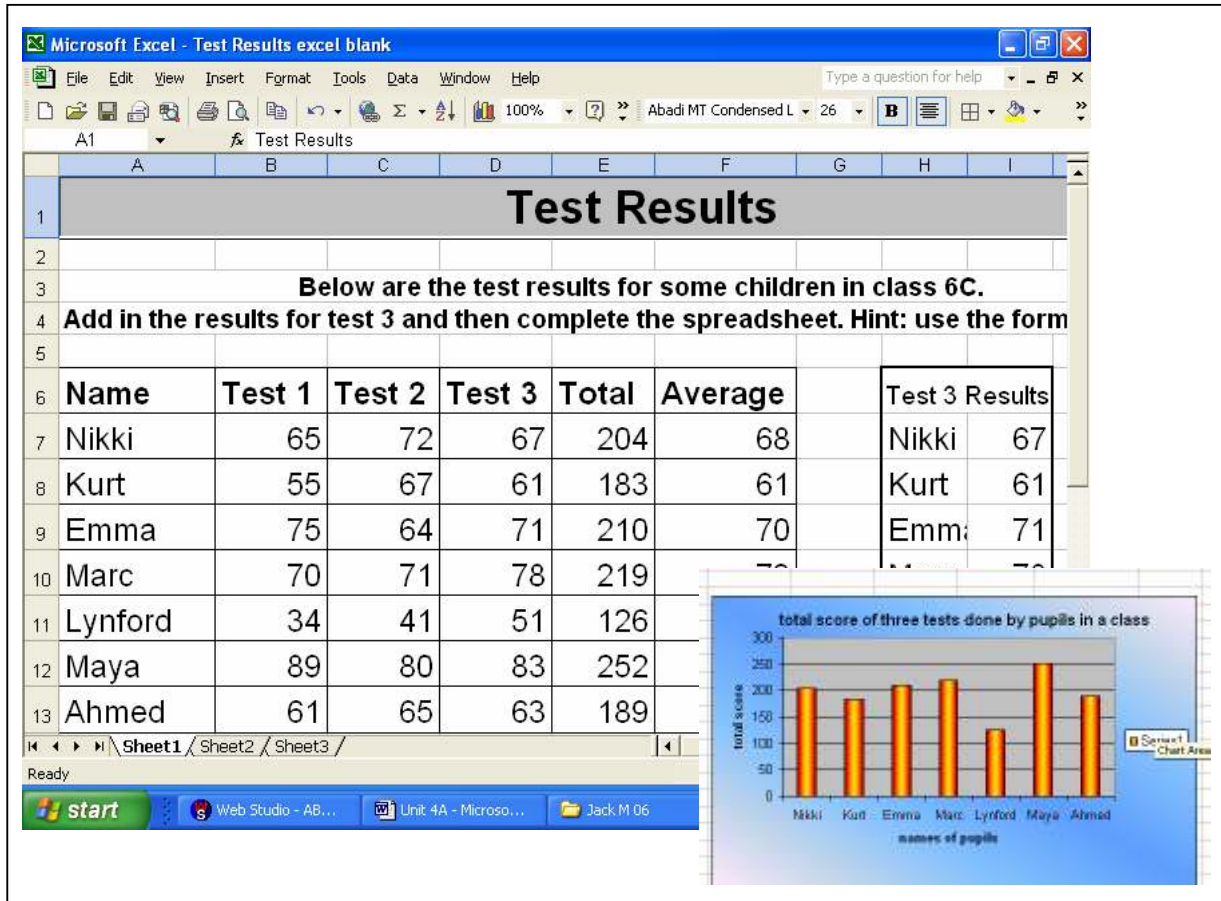 Microsoft Excel - Test Results excel blank
File Edit View Insert Format Tools Data Window Help Type a question for help
100% Abadi MT Condensed L 26 B
A1 fx Test Results
A B C D E F G H I
1 Test Results
2
3 Below are the test results for some children in class 6C.
4 Add in the results for test 3 and then complete the spreadsheet. Hint: use the form
5
6 Name Test 1 Test 2 Test 3 Total Average Test 3 Results
7 Nikki 65 72 67 204 68 Nikki 67
8 Kurt 55 67 61 183 61 Kurt 61
9 Emma 75 64 71 210 70 Emma 71
10 Marc 70 71 78 219
11 Lynford 34 41 51 126
12 Maya 89 80 83 252
13 Ahmed 61 65 63 189
Sheet1 / Sheet2 / Sheet3 /
Ready
start Web Studio - AB... Unit 4A - Microso... Jack M 06
total score of three tests done by pupils in a class
300
250
200
150
100
50
0
total score
Series1
Chart Area
Nikki Kurt Emma Marc Lynford Maya Ahmed
names of pupils